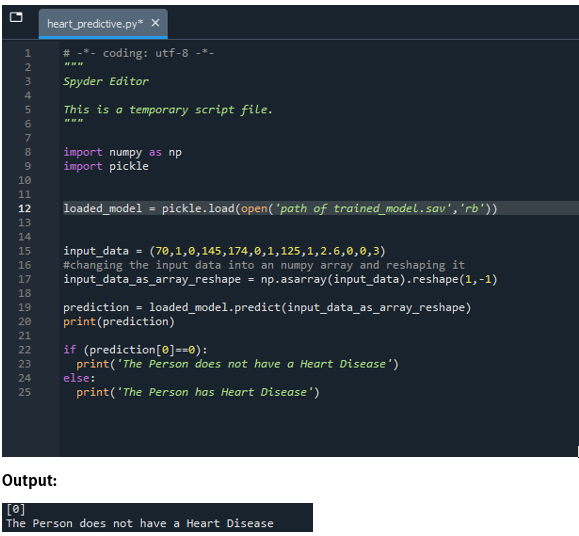 heart_predictive.py* ×
1 # -*- coding: utf-8 -*-
2 """
3 Spyder Editor
4
5 This is a temporary script file.
6 """
7
8 import numpy as np
9 import pickle
10
11
12 loaded_model = pickle.load(open('path of trained_model.sav','rb'))
13
14
15 input_data = (70,1,0,145,174,0,1,125,1,2.6,0,0,3)
16 #changing the input data into an numpy array and reshaping it
17 input_data_as_array_reshape = np.asarray(input_data).reshape(1,-1)
18
19 prediction = loaded_model.predict(input_data_as_array_reshape)
20 print(prediction)
21
22 if (prediction[0]==0):
23   print('The Person does not have a Heart Disease')
24 else:
25   print('The Person has Heart Disease')
Output:
[0]
The Person does not have a Heart Disease